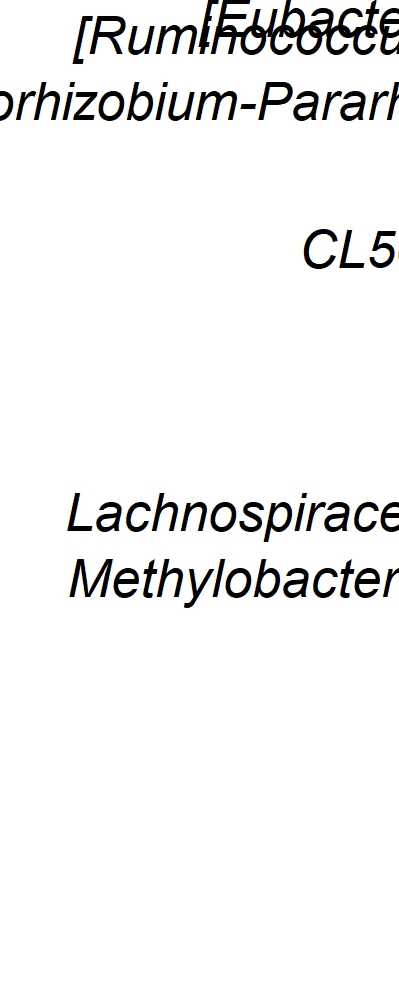 [Eubacte
[Ruminococcu
orhizobium-Pararh
CL5
Lachnospirace
Methylobacter